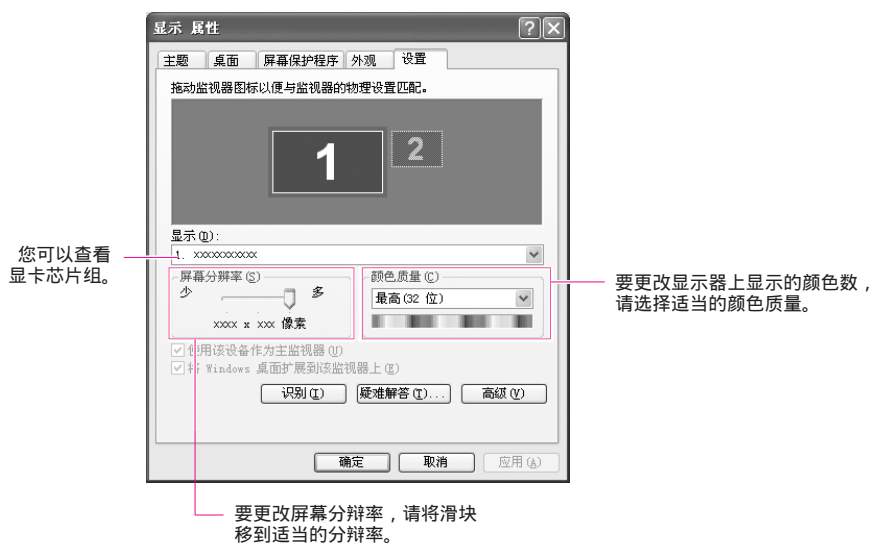 显示 属性
主题 桌面 屏幕保护程序 外观 设置
拖动监视器图标以便与监视器的物理设置匹配。
1 2
显示(D):
1. xxxxxxxxxxx
您可以查看
显卡芯片组。
屏幕分辨率(S)
少 多
xxxx x xxx 像素
颜色质量(C)
最高(32 位)
要更改显示器上显示的颜色数，
请选择适当的颜色质量。
使用该设备作为主监视器(U)
将 Windows 桌面扩展到该监视器上(E)
识别(I) 疑难解答(T)... 高级(V)
确定 取消 应用(A)
要更改屏幕分辩率，请将滑块
移到适当的分辩率。